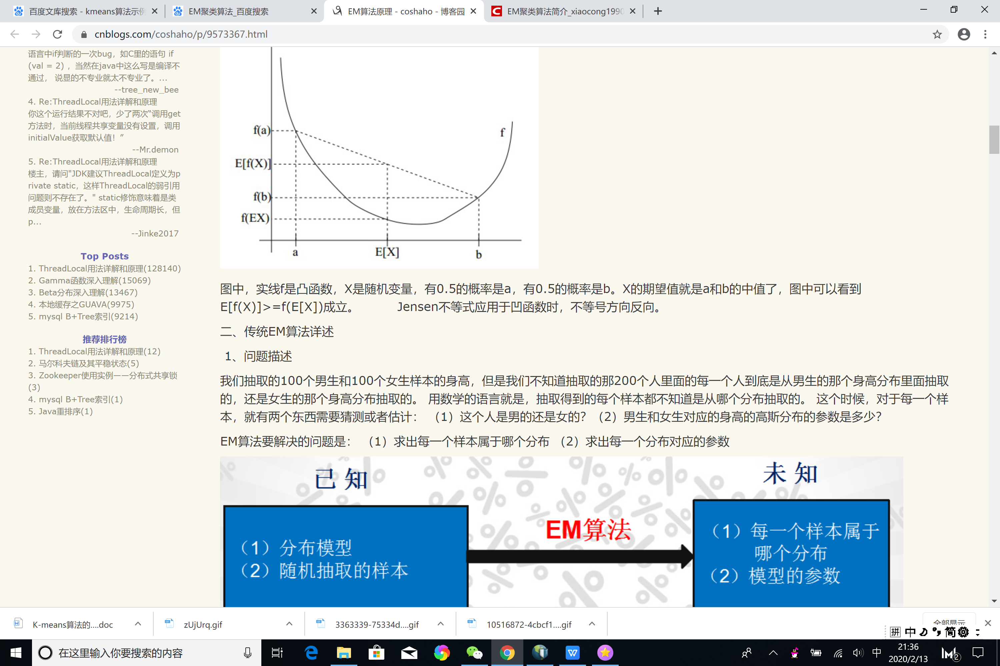 百度文库搜索 - kmeans算法示例
EM聚类算法_百度搜索
EM算法原理 - coshaho - 博客园
EM聚类算法简介_xiaocong1990
cnblogs.com/coshaho/p/9573367.html
语言中if判断的一次bug，如C里的语句 if
(val = 2) ，当然在java中这么写是编译不
通过， 说显的不专业就太不专业了。...
--tree_new_bee
4. Re:ThreadLocal用法详解和原理
你这个运行结果不对吧，少了两次“调用get
方法时，当前线程共享变量没有设置，调用
initialValue获取默认值！”
--Mr.demon
5. Re:ThreadLocal用法详解和原理
楼主，请问"JDK建议ThreadLocal定义为p
rivate static，这样ThreadLocal的弱引用
问题则不存在了。" static修饰意味着是类
成员变量，放在方法区中，生命周期长，但
p...
--Jinke2017
Top Posts
1. ThreadLocal用法详解和原理(128140)
2. Gamma函数深入理解(15069)
3. Beta分布深入理解(13467)
4. 本地缓存之GUAVA(9975)
5. mysql B+Tree索引(9214)
推荐排行榜
1. ThreadLocal用法详解和原理(12)
2. 马尔科夫链及其平稳状态(5)
3. Zookeeper使用实例——分布式共享锁
(3)
4. mysql B+Tree索引(1)
5. Java重排序(1)
f(a)
f
E[f(X)]
f(b)
f(EX)
a
E[X]
b
图中，实线f是凸函数，X是随机变量，有0.5的概率是a，有0.5的概率是b。X的期望值就是a和b的中值了，图中可以看到
E[f(X)]>=f(E[X])成立。 Jensen不等式应用于凹函数时，不等号方向反向。
二、传统EM算法详述
1、问题描述
我们抽取的100个男生和100个女生样本的身高，但是我们不知道抽取的那200个人里面的每一个人到底是从男生的那个身高分布里面抽取
的，还是女生的那个身高分布抽取的。 用数学的语言就是，抽取得到的每个样本都不知道是从哪个分布抽取的。 这个时候，对于每一个样
本，就有两个东西需要猜测或者估计： （1）这个人是男的还是女的？（2）男生和女生对应的身高的高斯分布的参数是多少？
EM算法要解决的问题是： （1）求出每一个样本属于哪个分布 （2）求出每一个分布对应的参数
已 知
未 知
（1）分布模型
（2）随机抽取的样本
EM算法
（1）每一个样本属于
哪个分布
（2）模型的参数
K-means算法的....doc
zUjUrq.gif
3363339-75334d....gif
10516872-4cbcf1....gif
全部显示
拼 中 简
在这里输入你要搜索的内容
中
21:36
2020/2/13
2